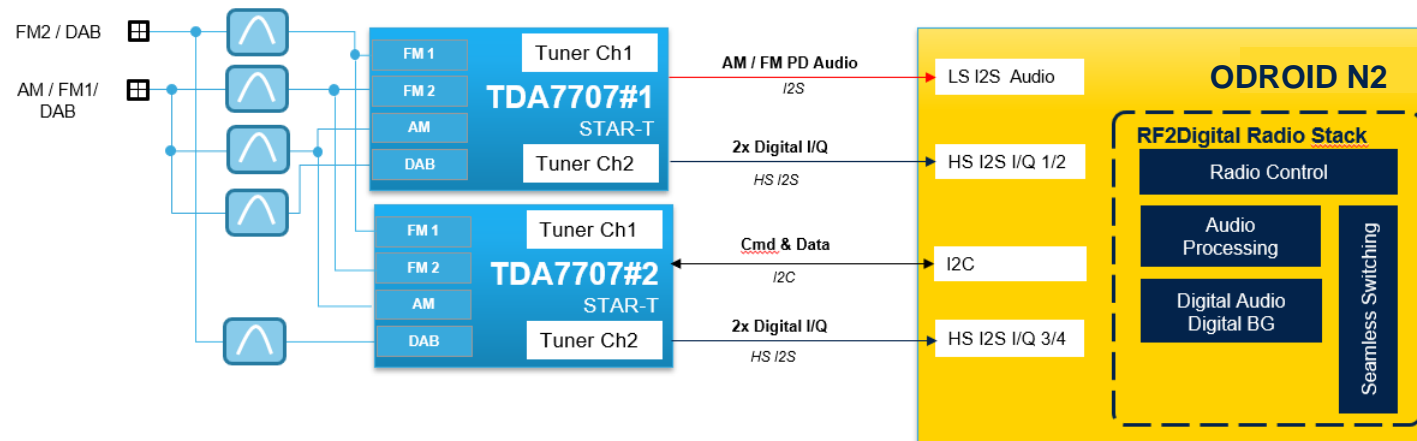 FM2 / DAB
AM / FM1/
DAB
FM 1
FM 2
AM
DAB
Tuner Ch1
TDA7707#1
STAR-T
Tuner Ch2
FM 1
FM 2
AM
DAB
Tuner Ch1
TDA7707#2
STAR-T
Tuner Ch2
AM / FM PD Audio
I2S
2x Digital I/Q
HS I2S
Cmd & Data
I2C
2x Digital I/Q
HS I2S
ODROID N2
LS I2S Audio
HS I2S I/Q 1/2
I2C
HS I2S I/Q 3/4
RF2Digital Radio Stack
Radio Control
Audio
Processing
Digital Audio
Digital BG
Seamless Switching